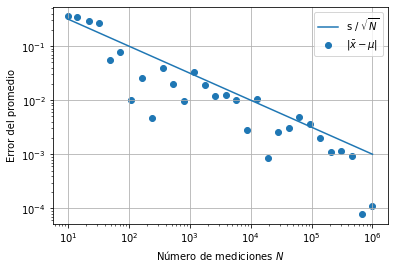 s / √N
|x̄ − μ|
Error del promedio
10⁻¹
10⁻²
10⁻³
10⁻⁴
10¹
10²
10³
10⁴
10⁵
10⁶
Número de mediciones N